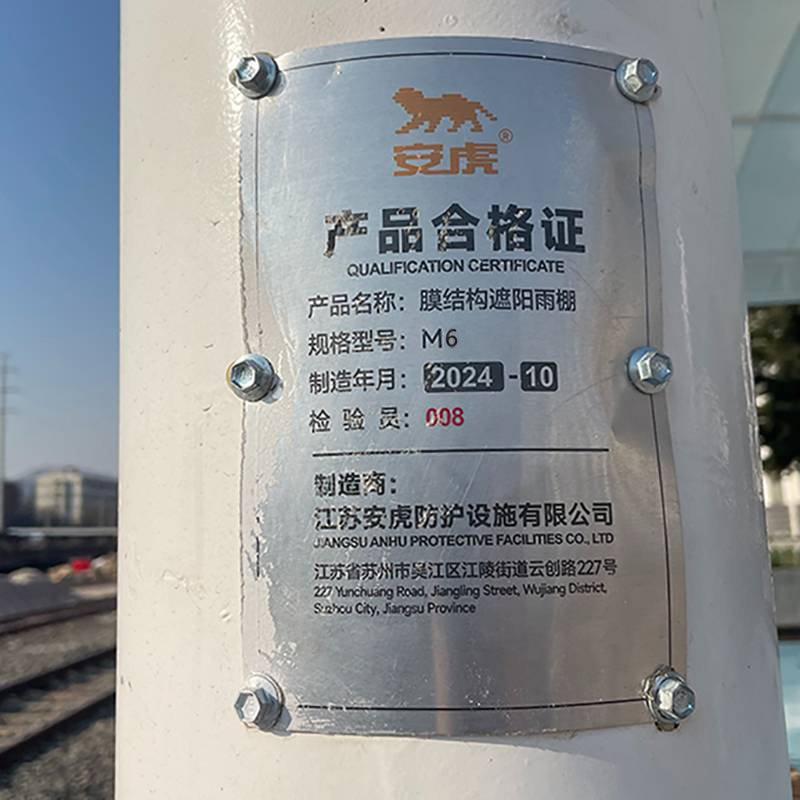 安虎®
产品合格证
QUALIFICATION CERTIFICATE
产品名称：膜结构遮阳雨棚
规格型号：M6
制造年月：2024-10
检验员：008
制造商：
江苏安虎防护设施有限公司
JIANGSU ANHU PROTECTIVE FACILITIES CO., LTD
江苏省苏州市吴江区江陵街道云创路227号
227 Yunchuang Road, Jiangling Street, Wujiang District,
Suzhou City, Jiangsu Province